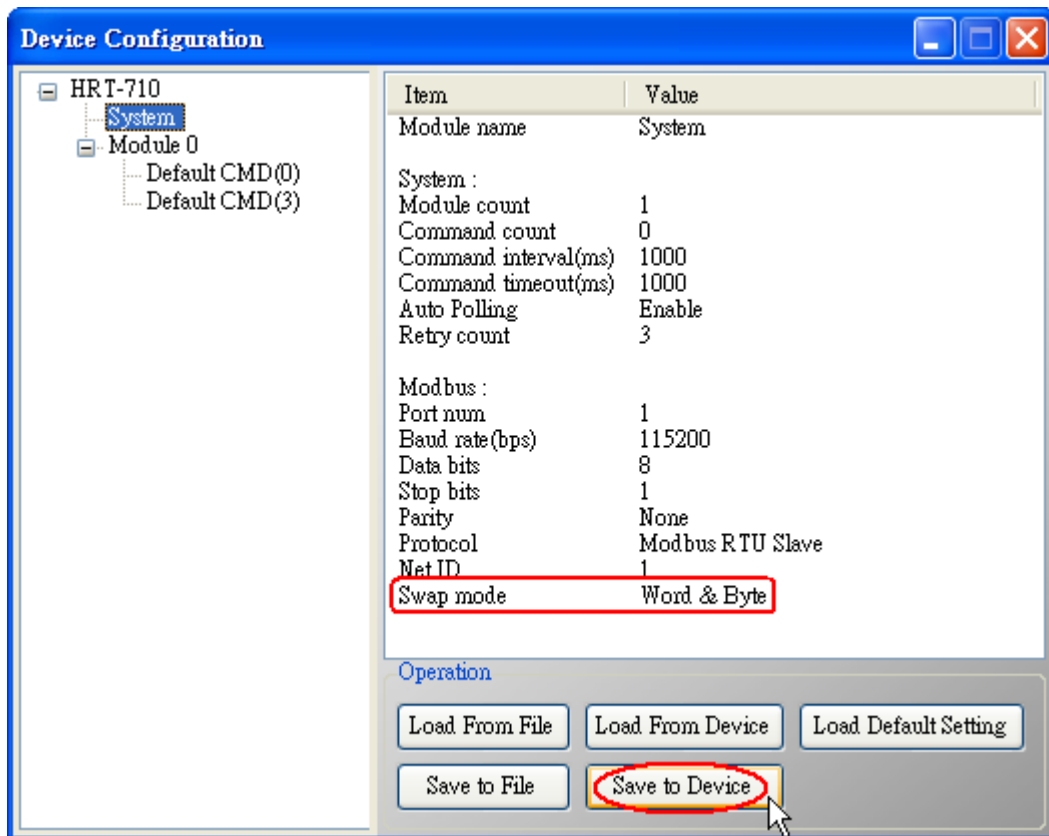 Device Configuration
HRT-710
System
Module 0
Default CMD(0)
Default CMD(3)
Item Value
Module name System
System :
Module count 1
Command count 0
Command interval(ms) 1000
Command timeout(ms) 1000
Auto Polling Enable
Retry count 3
Modbus :
Port num 1
Baud rate(bps) 115200
Data bits 8
Stop bits 1
Parity None
Protocol Modbus RTU Slave
Net ID 1
Swap mode Word & Byte
Operation
Load From File Load From Device Load Default Setting
Save to File Save to Device